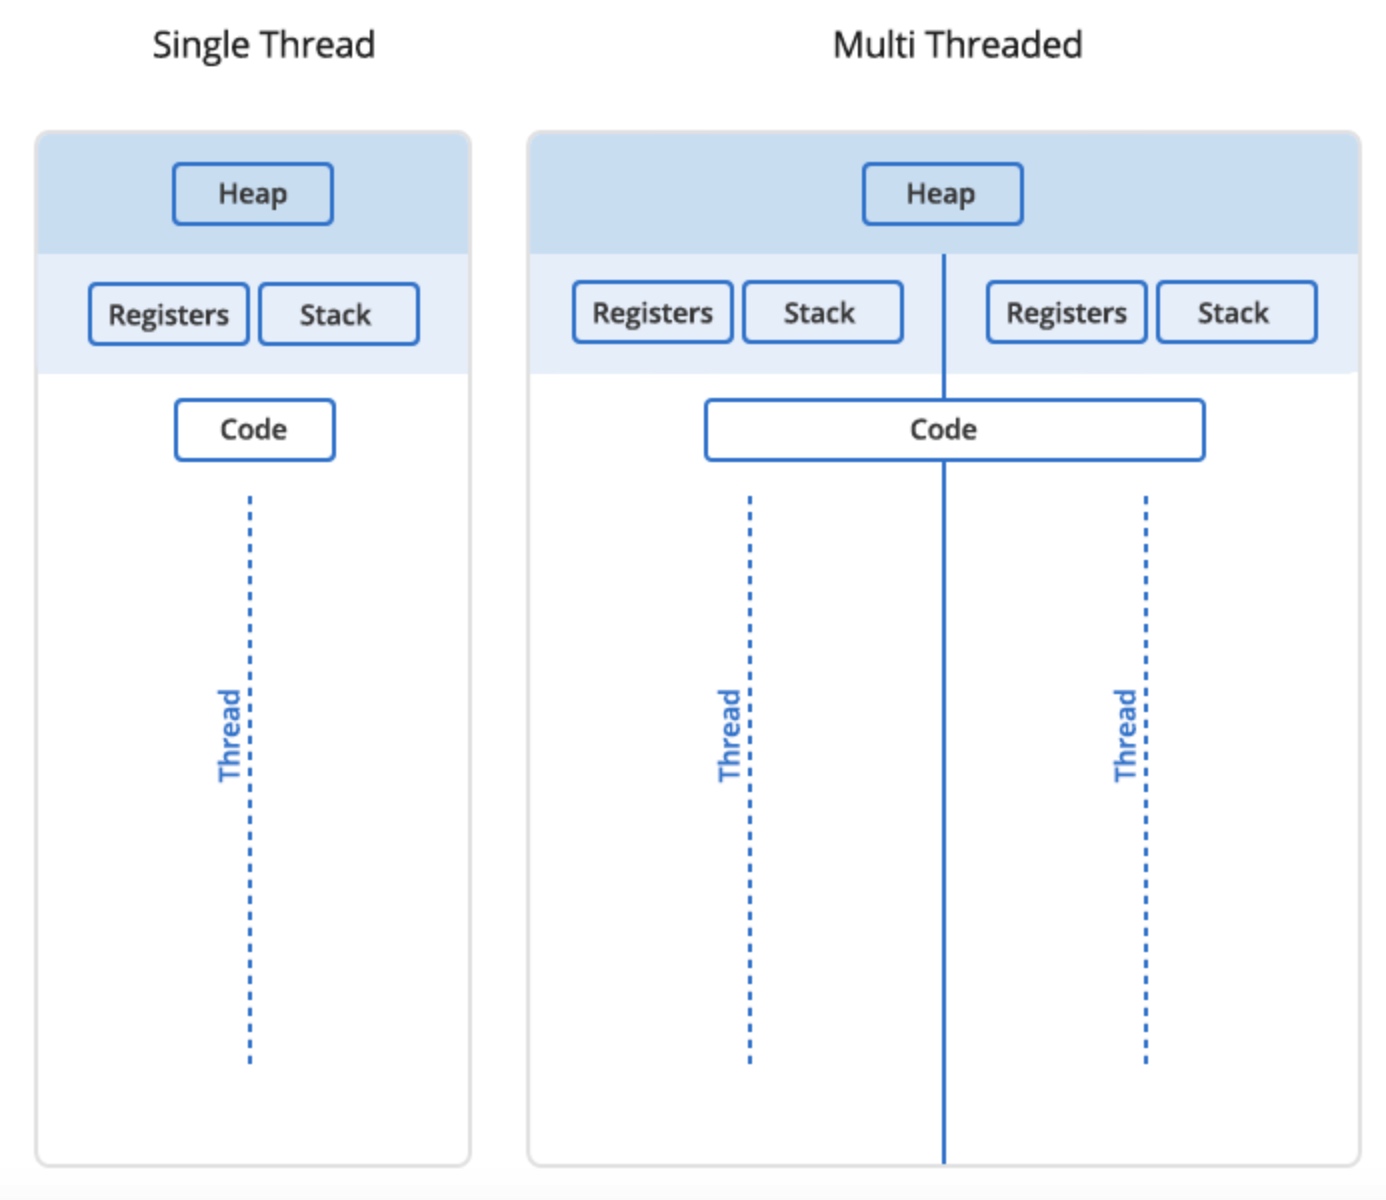 Single Thread
Multi Threaded
Heap
Heap
Registers
Stack
Registers
Stack
Registers
Stack
Code
Code
Thread
Thread
Thread